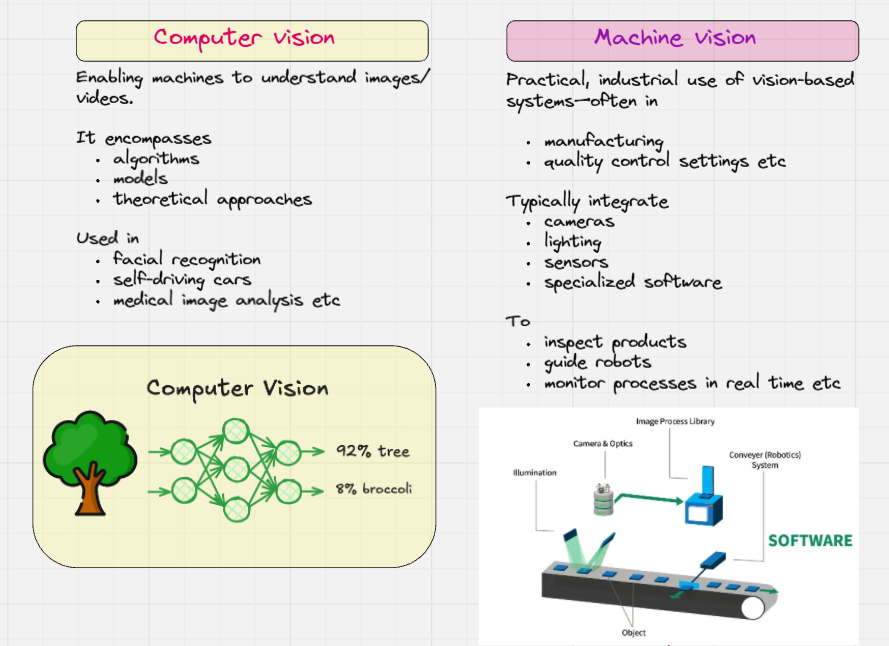 Computer Vision
Enabling machines to understand images/
videos.
It encompasses
• algorithms
• models
• theoretical approaches
Used in
• facial recognition
• self-driving cars
• medical image analysis etc
Computer Vision
92% tree
8% broccoli
Machine Vision
Practical, industrial use of vision-based
systems—often in
• manufacturing
• quality control settings etc
Typically integrate
• cameras
• lighting
• sensors
• specialized software
To
• inspect products
• guide robots
• monitor processes in real time etc
Image Process Library
Camera & Optics
Conveyer (Robotics)
System
Illumination
SOFTWARE
Object